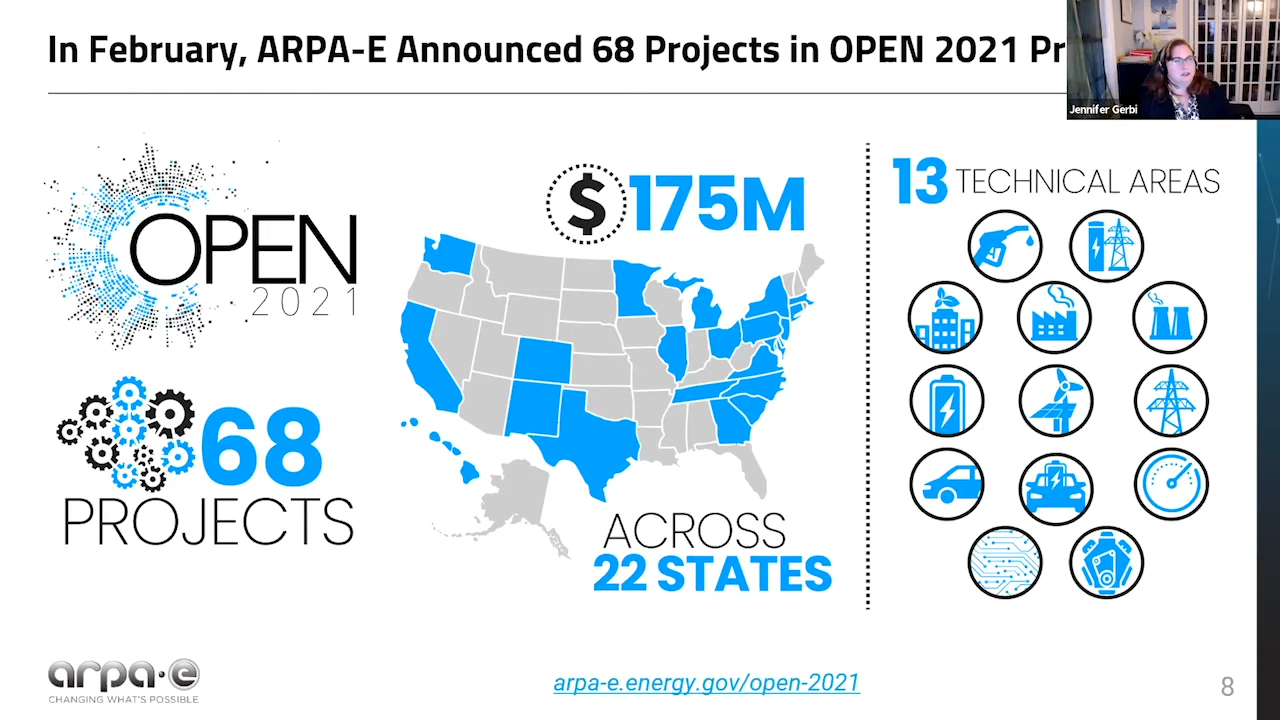 In February, ARPA-E Announced 68 Projects in OPEN 2021
Jennifer Gerbi
OPEN
2021
68
PROJECTS
$ 175M
ACROSS
22 STATES
13 TECHNICAL AREAS
arpa·e
CHANGING WHAT'S POSSIBLE
arpa-e.energy.gov/open-2021
8